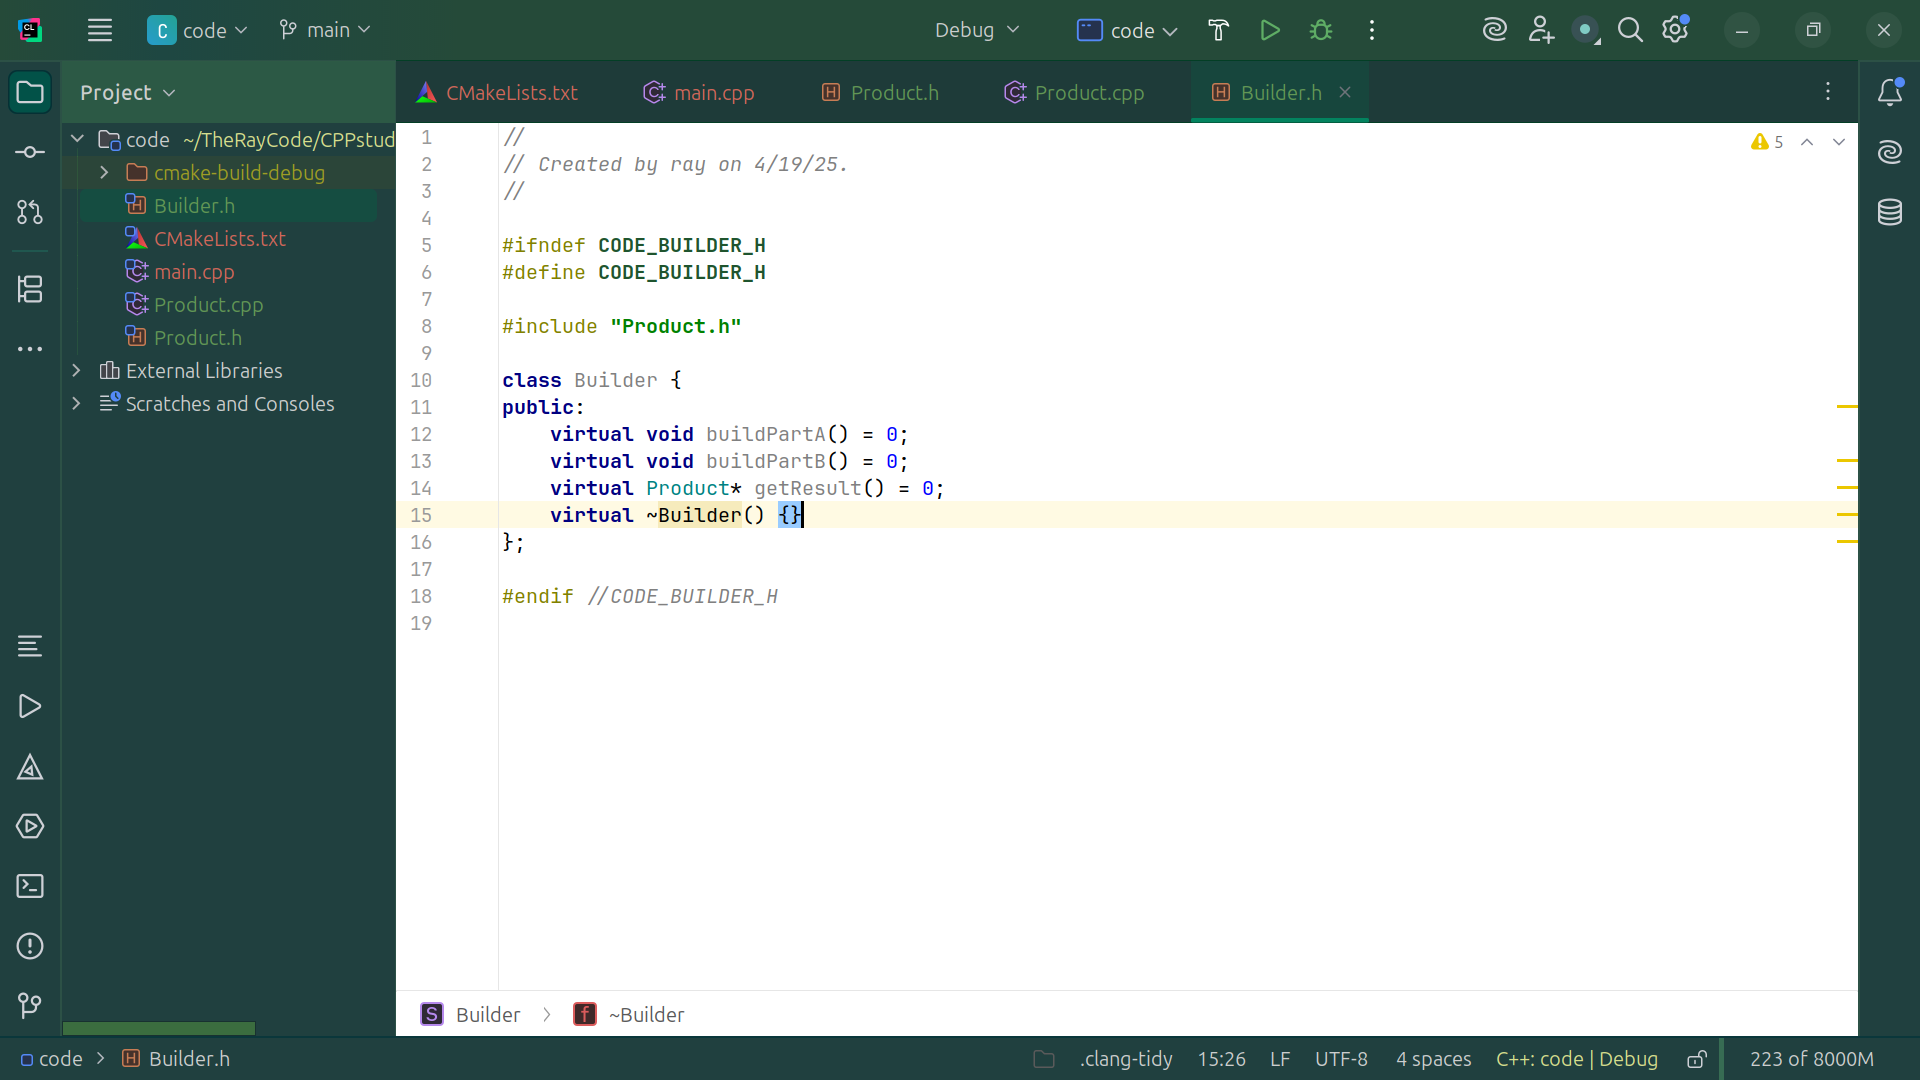 CL
C code
main
Debug
code
Project
CMakeLists.txt
main.cpp
Product.h
Product.cpp
Builder.h
code ~/TheRayCode/CPPstud
cmake-build-debug
Builder.h
CMakeLists.txt
main.cpp
Product.cpp
Product.h
External Libraries
Scratches and Consoles
5
1 //
2 // Created by ray on 4/19/25.
3 //
4
5 #ifndef CODE_BUILDER_H
6 #define CODE_BUILDER_H
7
8 #include "Product.h"
9
10 class Builder {
11 public:
12 virtual void buildPartA() = 0;
13 virtual void buildPartB() = 0;
14 virtual Product* getResult() = 0;
15 virtual ~Builder() {}
16 };
17
18 #endif //CODE_BUILDER_H
19
S Builder f ~Builder
code Builder.h
.clang-tidy 15:26 LF UTF-8 4 spaces C++: code | Debug 223 of 8000M